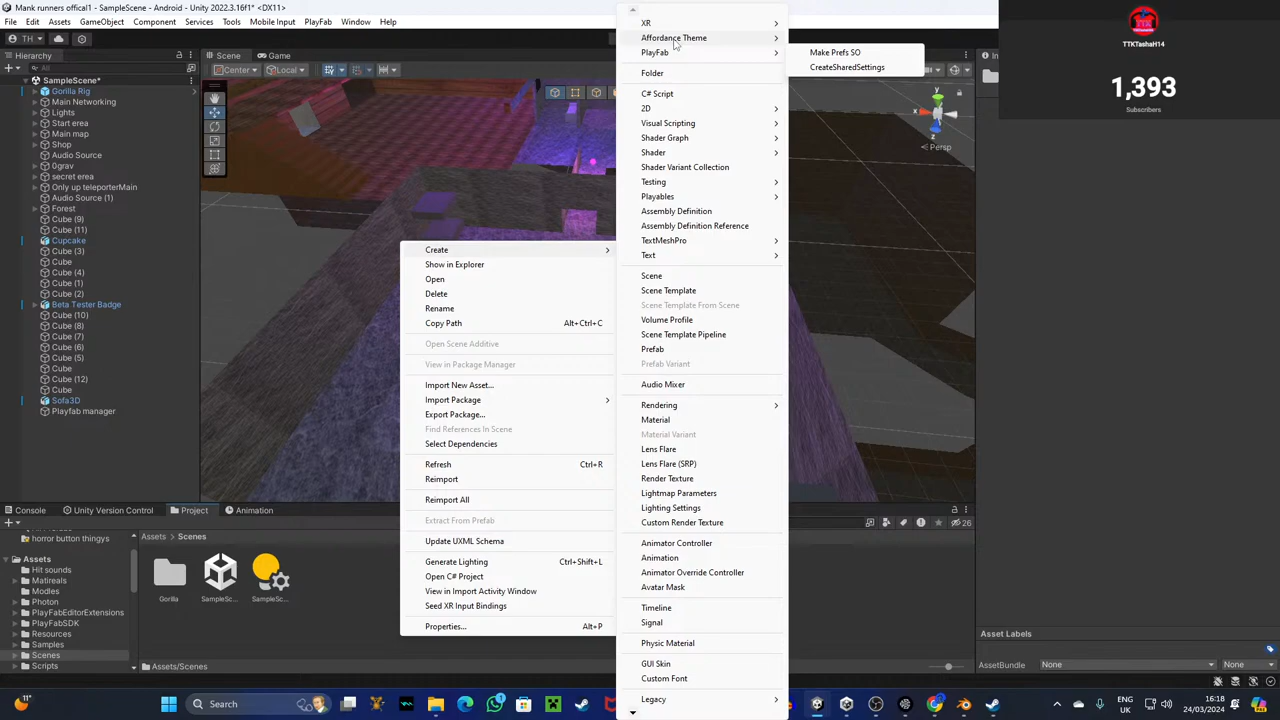 Mank runners offical1 - SampleScene - Android - Unity 2022.3.16f1* <DX11>
File Edit Assets GameObject Component Services Tools Mobile Input PlayFab Window Help
TH
Hierarchy
Center Local
Game
SampleScene*
Gorilla Rig
Main Networking
Lights
Start erea
Main map
Shop
Audio Source
0grav
secret erea
Only up teleporterMain
Audio Source (1)
Forest
Cube (9)
Cube (11)
Cupcake
Cube (3)
Cube
Cube (4)
Cube (1)
Cube (2)
Beta Tester Badge
Cube (10)
Cube (8)
Cube (7)
Cube (6)
Cube (5)
Cube
Cube (12)
Cube (13)
Sofa3D
Playfab manager
Create
Show in Explorer
Open
Delete
Rename
Copy Path Alt+Ctrl+C
Open Scene Additive
View in Package Manager
Import New Asset...
Import Package
Export Package...
Find References In Scene
Select Dependencies
Refresh Ctrl+R
Reimport
Reimport All
Extract From Prefab
Update UXML Schema
Generate Lighting Ctrl+Shift+L
Open C# Project
View in Import Activity Window
Seed XR Input Bindings
Properties... Alt+P
XR
Affordance Theme
PlayFab
Folder
C# Script
2D
Visual Scripting
Shader Graph
Shader
Shader Variant Collection
Testing
Playables
Assembly Definition
Assembly Definition Reference
TextMeshPro
Text
Scene
Scene Template
Scene Template From Scene
Volume Profile
Scene Template Pipeline
Prefab
Prefab Variant
Audio Mixer
Rendering
Material
Material Variant
Lens Flare
Lens Flare (SRP)
Render Texture
Lightmap Parameters
Lighting Settings
Custom Render Texture
Animator Controller
Animation
Animator Override Controller
Avatar Mask
Timeline
Signal
Physic Material
GUI Skin
Custom Font
Legacy
Make Prefs SO
CreateSharedSettings
TTKTashaH14
1,393
Subscribers
y
x
z
Persp
Console Unity Version Control Project Animation
26
horror button thingys
Assets
Hit sounds
Matireals
Modles
Photon
PlayFabEditorExtensions
PlayFabSDK
Resources
Samples
Scenes
Scripts
Assets > Scenes
Gorilla
SampleSc...
SampleSc...
Assets/Scenes
Asset Labels
AssetBundle None None
11°
Search
ENG
UK
16:18
24/03/2024